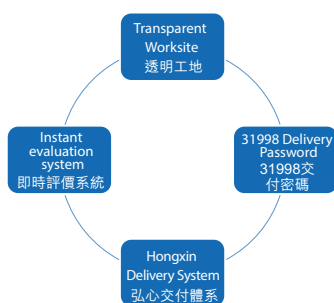 Transparent
Worksite
透明工地
Instant
evaluation
system
即時評價系統
31998 Delivery
Password
31998交
付密碼
Hongxin
Delivery System
弘心交付體系